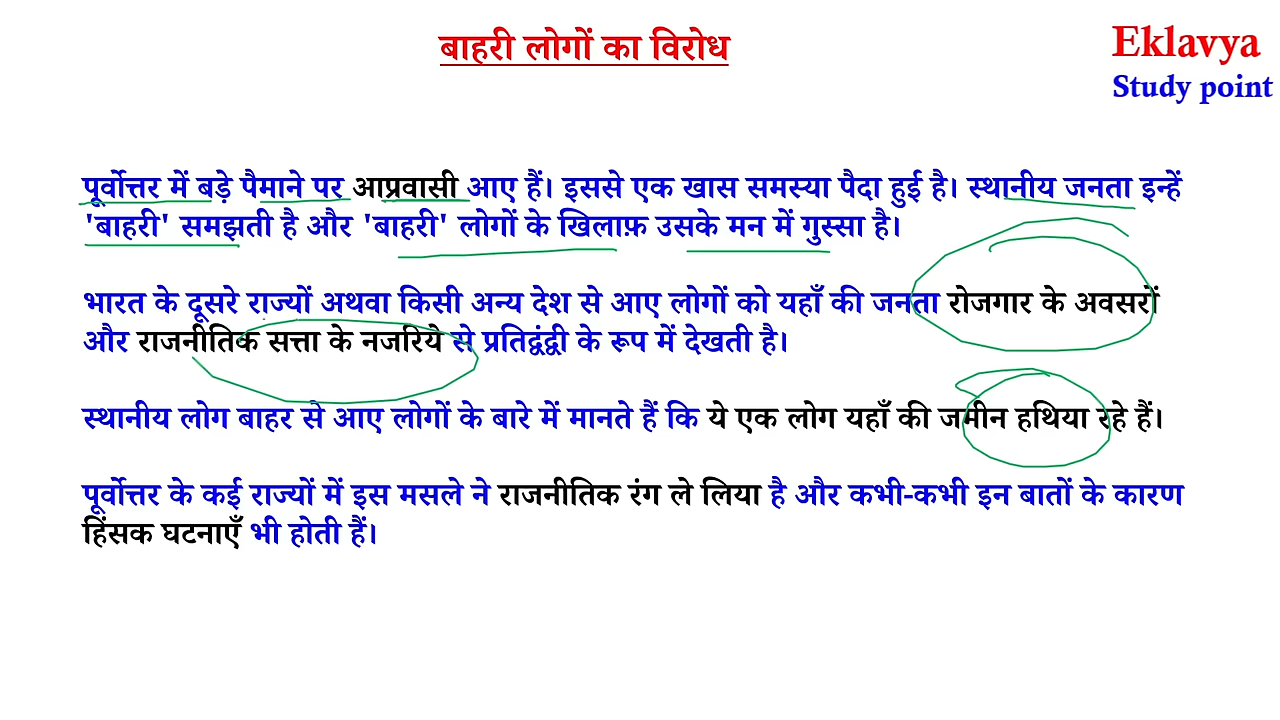 बाहरी लोगों का विरोध
Eklavya
Study point
पूर्वोत्तर में बड़े पैमाने पर आप्रवासी आए हैं। इससे एक खास समस्या पैदा हुई है। स्थानीय जनता इन्हें
'बाहरी' समझती है और 'बाहरी' लोगों के खिलाफ़ उसके मन में गुस्सा है।
भारत के दूसरे राज्यों अथवा किसी अन्य देश से आए लोगों को यहाँ की जनता रोजगार के अवसरों
और राजनीतिक सत्ता के नजरिये से प्रतिद्वंद्वी के रूप में देखती है।
स्थानीय लोग बाहर से आए लोगों के बारे में मानते हैं कि ये एक लोग यहाँ की जमीन हथिया रहे हैं।
पूर्वोत्तर के कई राज्यों में इस मसले ने राजनीतिक रंग ले लिया है और कभी-कभी इन बातों के कारण
हिंसक घटनाएँ भी होती हैं।